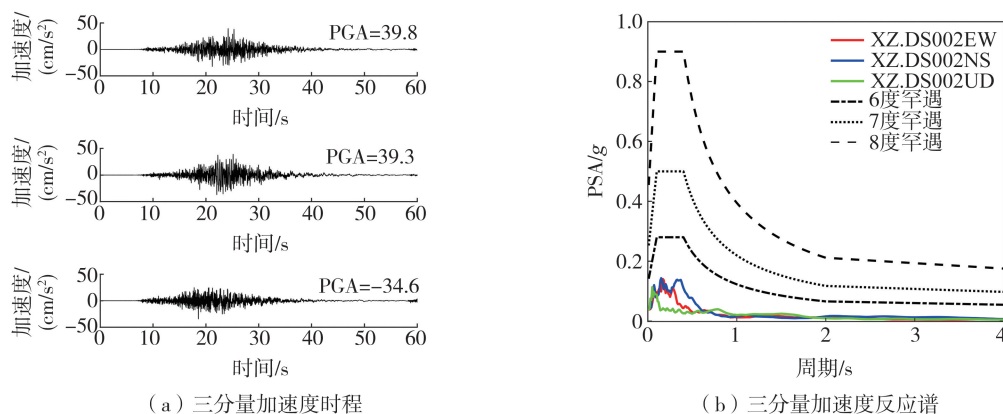 加速度/
(cm/s²)
50
0
−50
PGA=39.8
0 10 20 30 40 50 60
时间/s
加速度/
(cm/s²)
50
0
−50
PGA=39.3
0 10 20 30 40 50 60
时间/s
加速度/
(cm/s²)
50
0
−50
PGA=−34.6
0 10 20 30 40 50 60
时间/s
(a)三分量加速度时程
PSA/g
1.0
0.8
0.6
0.4
0.2
0
XZ.DS002EW
XZ.DS002NS
XZ.DS002UD
6度罕遇
7度罕遇
8度罕遇
0 1 2 3 4
周期/s
(b)三分量加速度反应谱